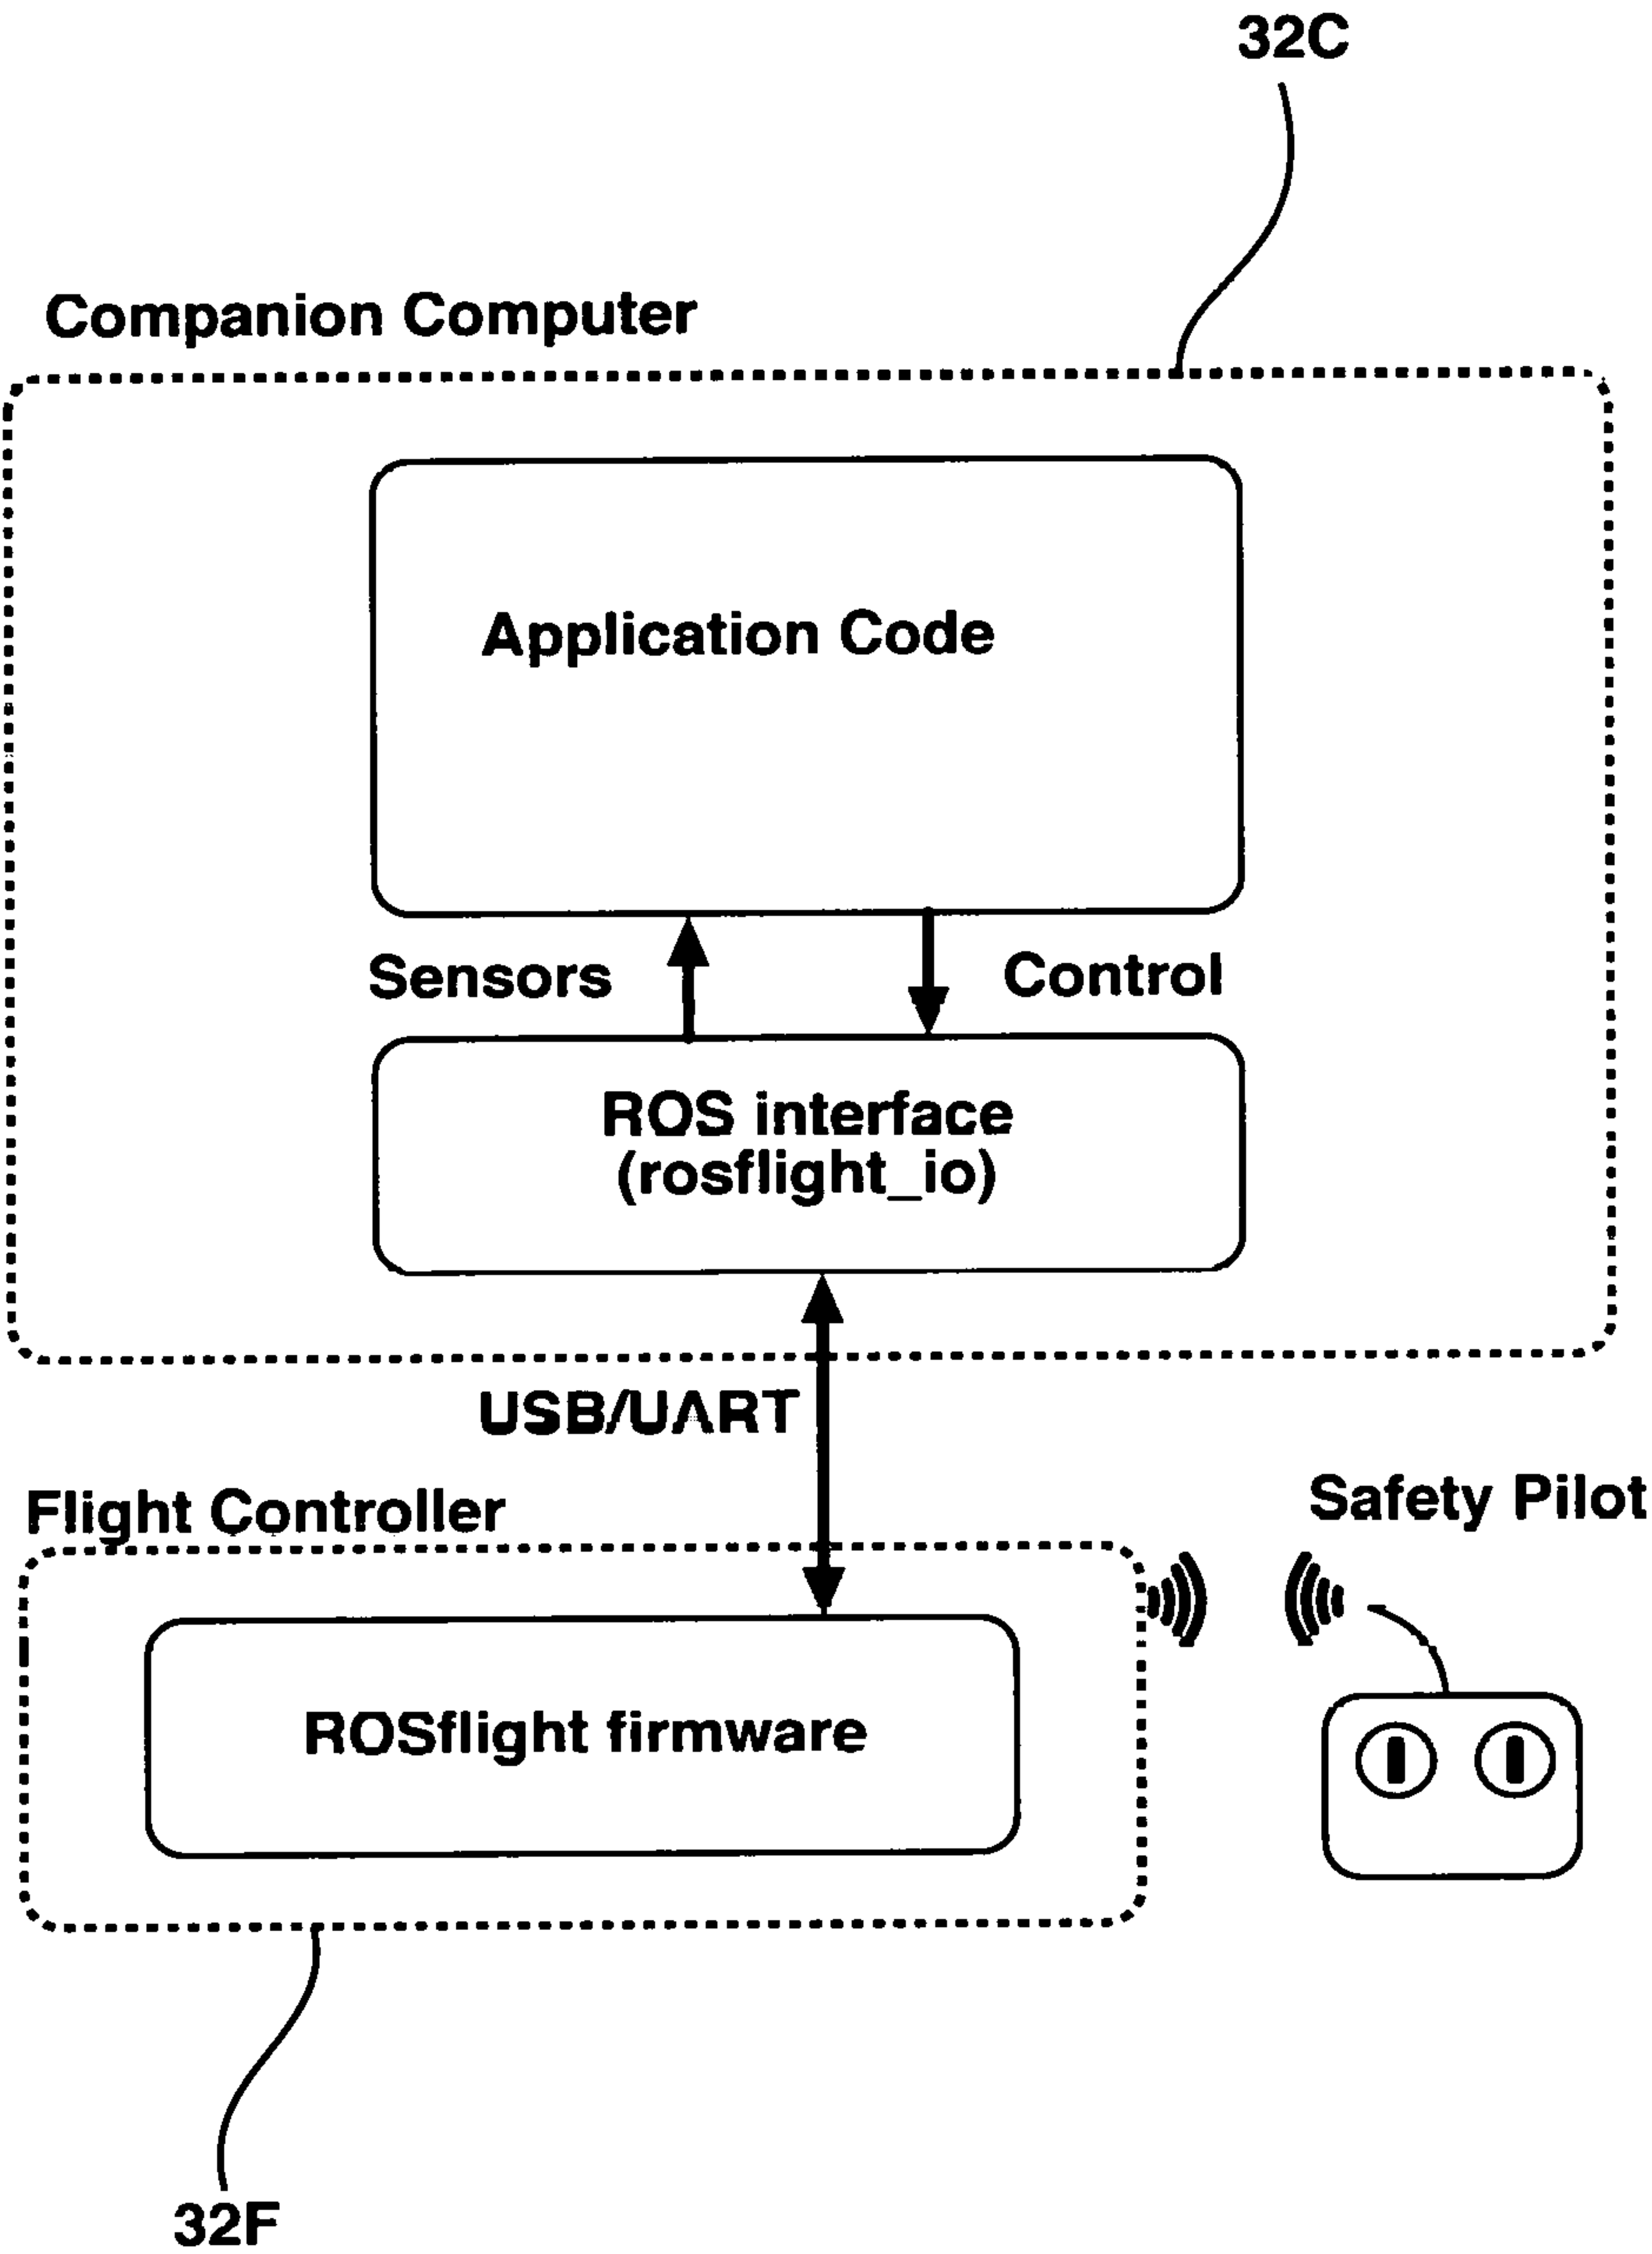 32C
Companion Computer
Application Code
Sensors
Control
ROS interface
(rosflight_io)
USB/UART
Flight Controller
Safety Pilot
ROSflight firmware
32F